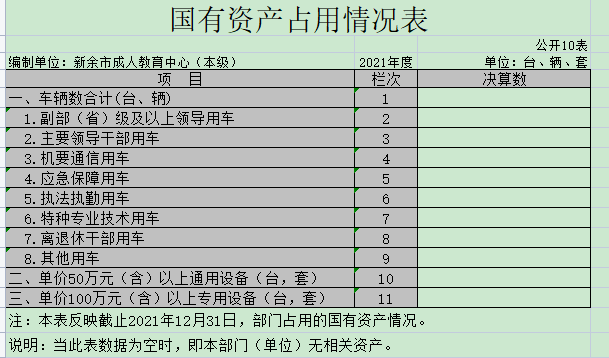 国有资产占用情况表
公开10表
编制单位：新余市成人教育中心（本级） 2021年度 单位：台、辆、套
项 目 栏次 决算数
一、车辆数合计(台、辆) 1
1.副部（省）级及以上领导用车 2
2.主要领导干部用车 3
3.机要通信用车 4
4.应急保障用车 5
5.执法执勤用车 6
6.特种专业技术用车 7
7.离退休干部用车 8
8.其他用车 9
二、单价50万元（含）以上通用设备（台，套） 10
三、单价100万元（含）以上专用设备（台，套） 11
注：本表反映截止2021年12月31日，部门占用的国有资产情况。
说明：当此表数据为空时，即本部门（单位）无相关资产。